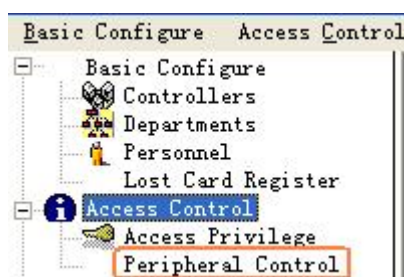 Basic Configure Access Control
Basic Configure
Controllers
Departments
Personnel
Lost Card Register
Access Control
Access Privilege
Peripheral Control